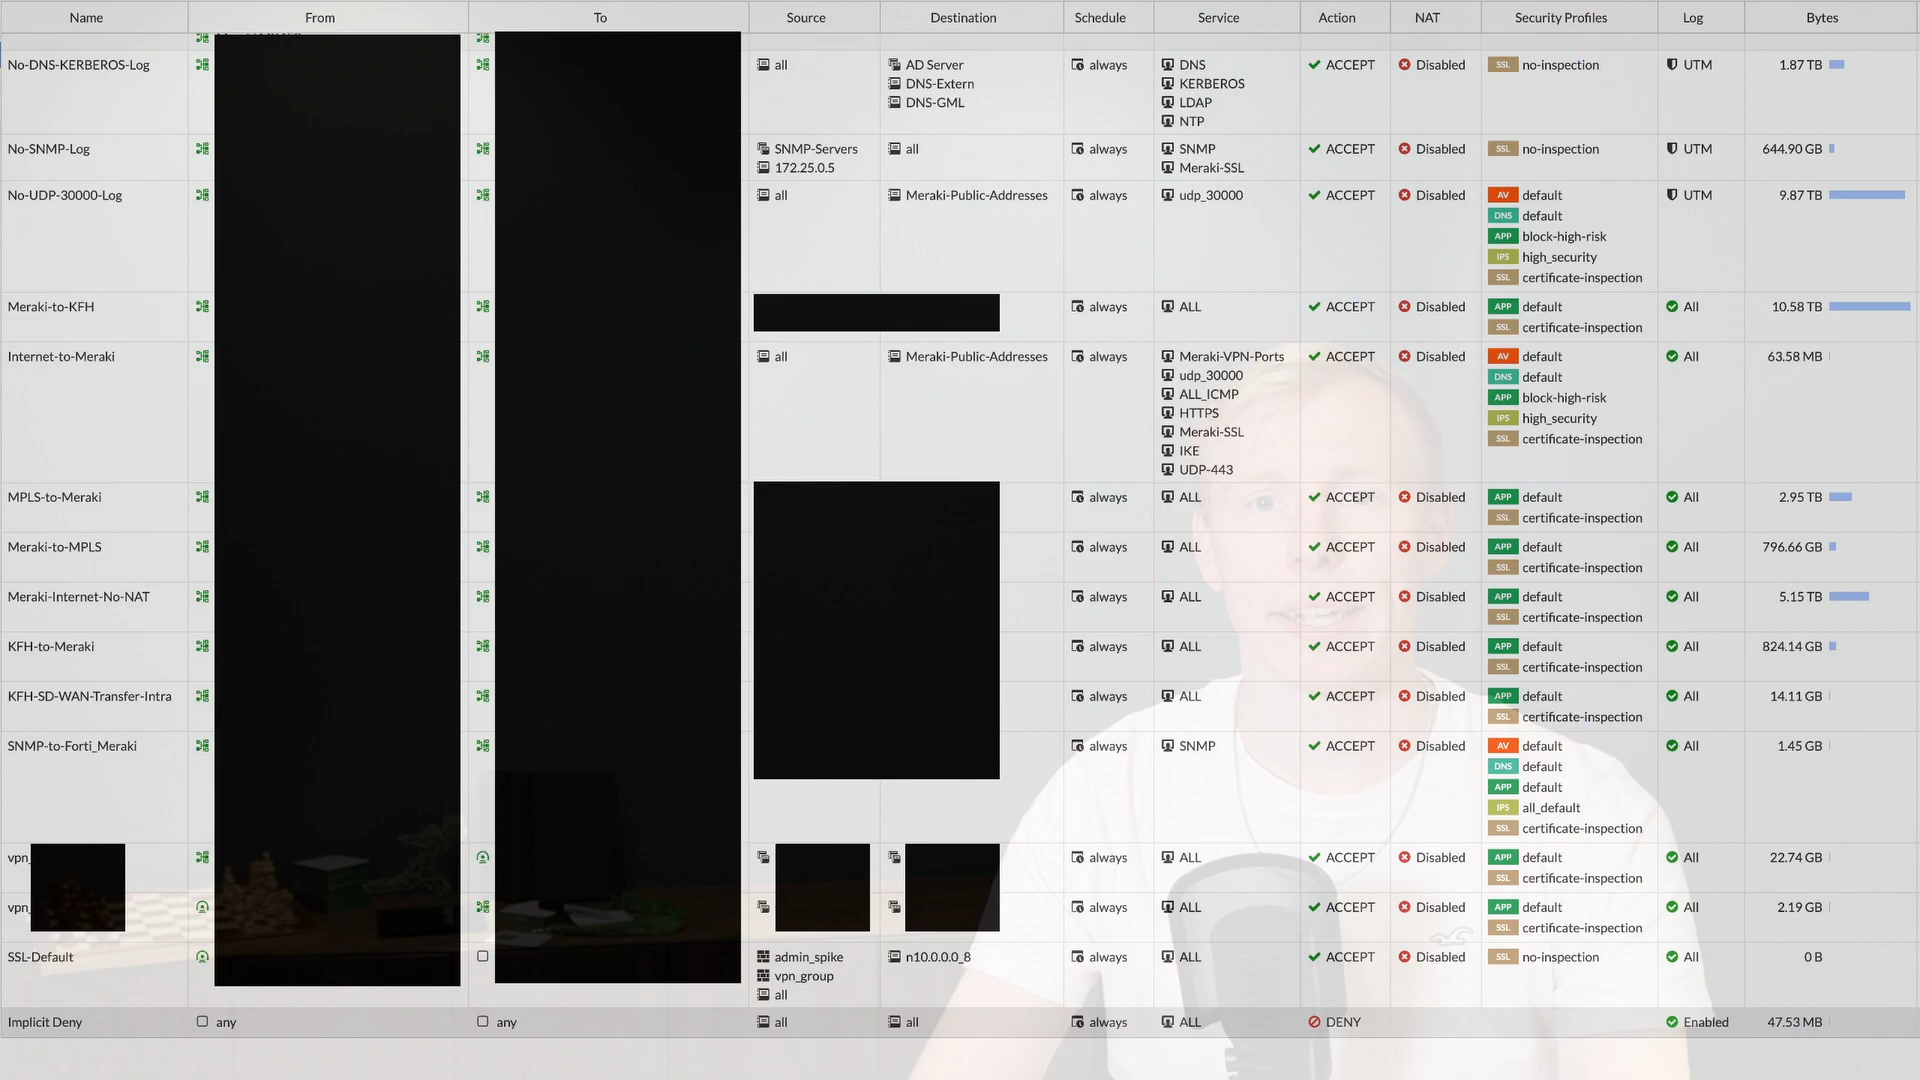 Name From To Source Destination Schedule Service Action NAT Security Profiles Log Bytes
No-DNS-KERBEROS-Log all AD Server always DNS ACCEPT Disabled SSL no-inspection UTM 1.87 TB
DNS-Extern KERBEROS
DNS-GML LDAP
NTP
No-SNMP-Log SNMP-Servers all always SNMP ACCEPT Disabled SSL no-inspection UTM 644.90 GB
172.25.0.5 Meraki-SSL
No-UDP-30000-Log all Meraki-Public-Addresses always udp_30000 ACCEPT Disabled AV default UTM 9.87 TB
DNS default
APP block-high-risk
IPS high_security
SSL certificate-inspection
Meraki-to-KFH always ALL ACCEPT Disabled APP default All 10.58 TB
SSL certificate-inspection
Internet-to-Meraki all Meraki-Public-Addresses always Meraki-VPN-Ports ACCEPT Disabled AV default All 63.58 MB
udp_30000 DNS default
ALL_ICMP APP block-high-risk
HTTPS IPS high_security
Meraki-SSL SSL certificate-inspection
IKE
UDP-443
MPLS-to-Meraki always ALL ACCEPT Disabled APP default All 2.95 TB
SSL certificate-inspection
Meraki-to-MPLS always ALL ACCEPT Disabled APP default All 796.66 GB
SSL certificate-inspection
Meraki-Internet-No-NAT always ALL ACCEPT Disabled APP default All 5.15 TB
SSL certificate-inspection
KFH-to-Meraki always ALL ACCEPT Disabled APP default All 824.14 GB
SSL certificate-inspection
KFH-SD-WAN-Transfer-Intra always ALL ACCEPT Disabled APP default All 14.11 GB
SSL certificate-inspection
SNMP-to-Forti_Meraki always SNMP ACCEPT Disabled AV default All 1.45 GB
DNS default
APP default
IPS all_default
SSL certificate-inspection
vpn_ always ALL ACCEPT Disabled APP default All 22.74 GB
SSL certificate-inspection
vpn_ always ALL ACCEPT Disabled APP default All 2.19 GB
SSL certificate-inspection
SSL-Default admin_spike n10.0.0.0_8 always ALL ACCEPT Disabled SSL no-inspection All 0 B
vpn_group
all
Implicit Deny any any all all always ALL DENY Enabled 47.53 MB